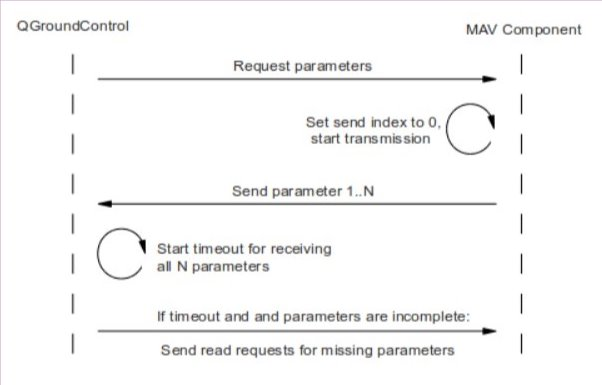 QGroundControl
MAV Component
Request parameters
Set send index to 0,
start transmission
Send parameter 1..N
Start timeout for receiving
all N parameters
If timeout and and parameters are incomplete:
Send read requests for missing parameters